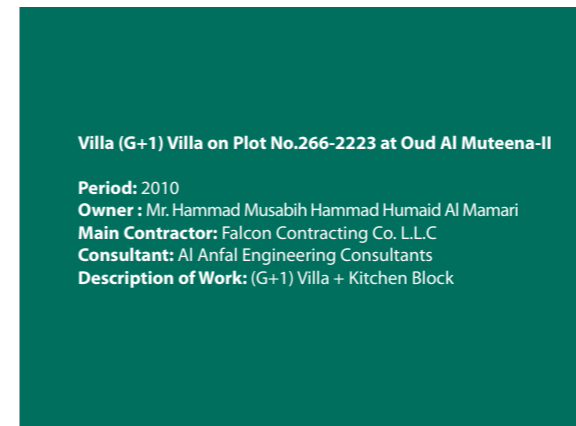 Villa (G+1) Villa on Plot No.266-2223 at Oud Al Muteena-II
Period: 2010
Owner : Mr. Hammad Musabih Hammad Humaid Al Mamari
Main Contractor: Falcon Contracting Co. L.L.C
Consultant: Al Anfal Engineering Consultants
Description of Work: (G+1) Villa + Kitchen Block